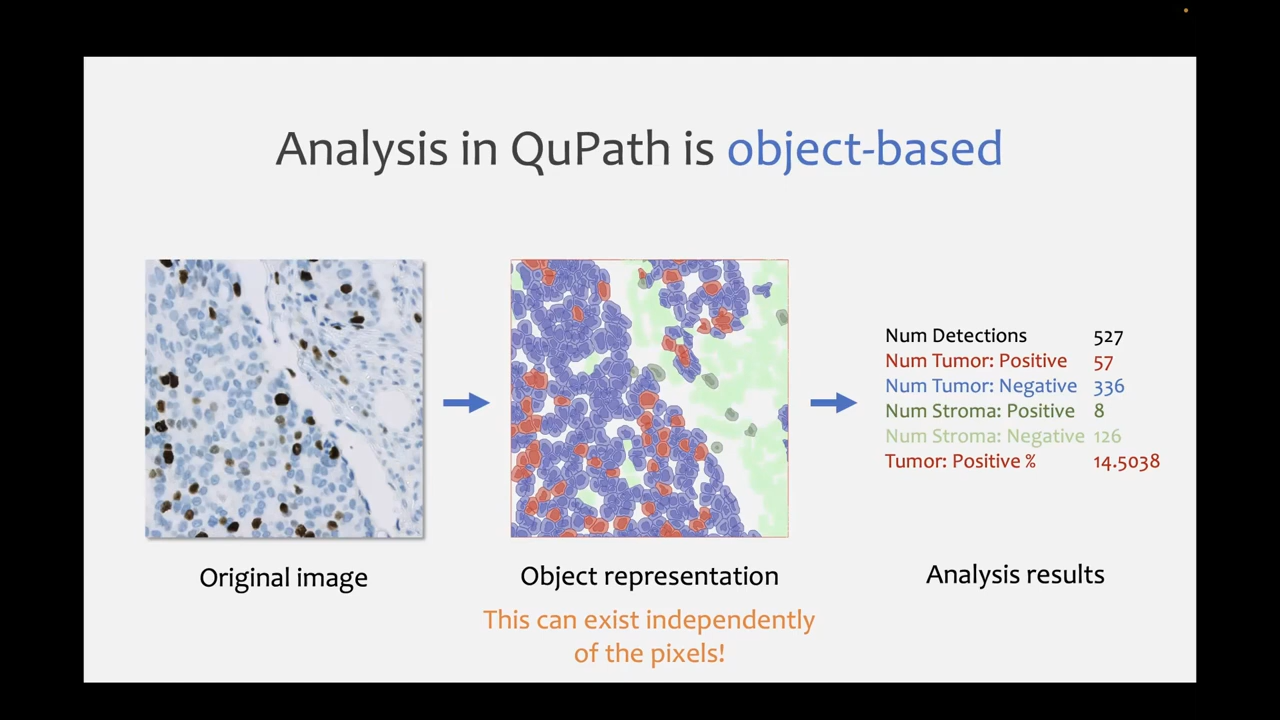 Analysis in QuPath is object-based
Num Detections 527
Num Tumor: Positive 57
Num Tumor: Negative 336
Num Stroma: Positive 8
Num Stroma: Negative 126
Tumor: Positive % 14.5038
Original image
Object representation
Analysis results
This can exist independently
of the pixels!